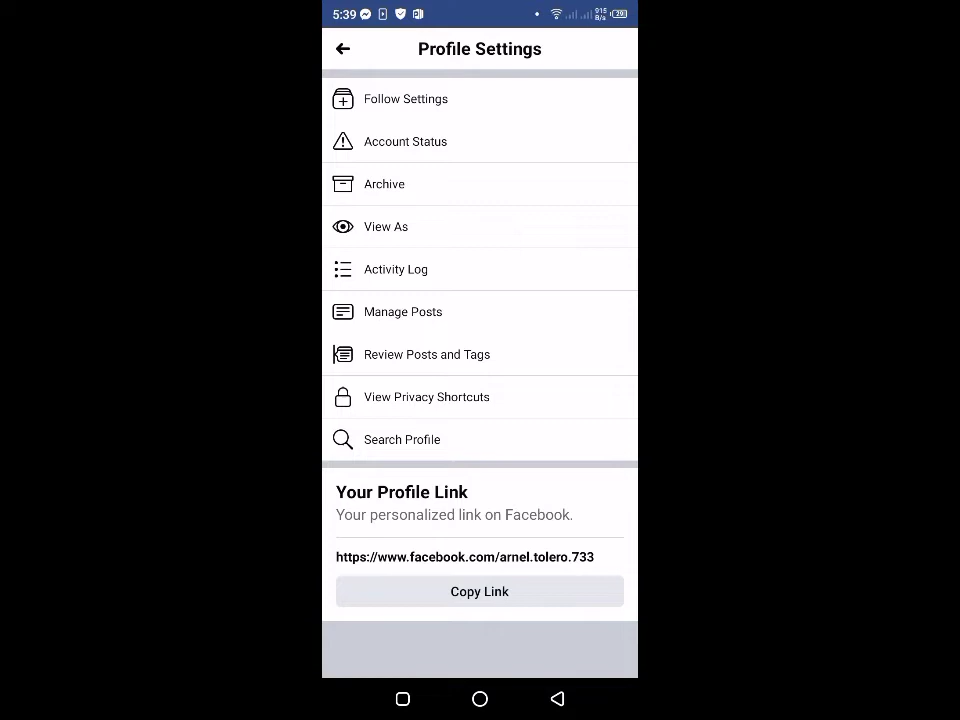 5:39
915
B/s
29
Profile Settings
Follow Settings
Account Status
Archive
View As
Activity Log
Manage Posts
Review Posts and Tags
View Privacy Shortcuts
Search Profile
Your Profile Link
Your personalized link on Facebook.
https://www.facebook.com/arnel.tolero.733
Copy Link